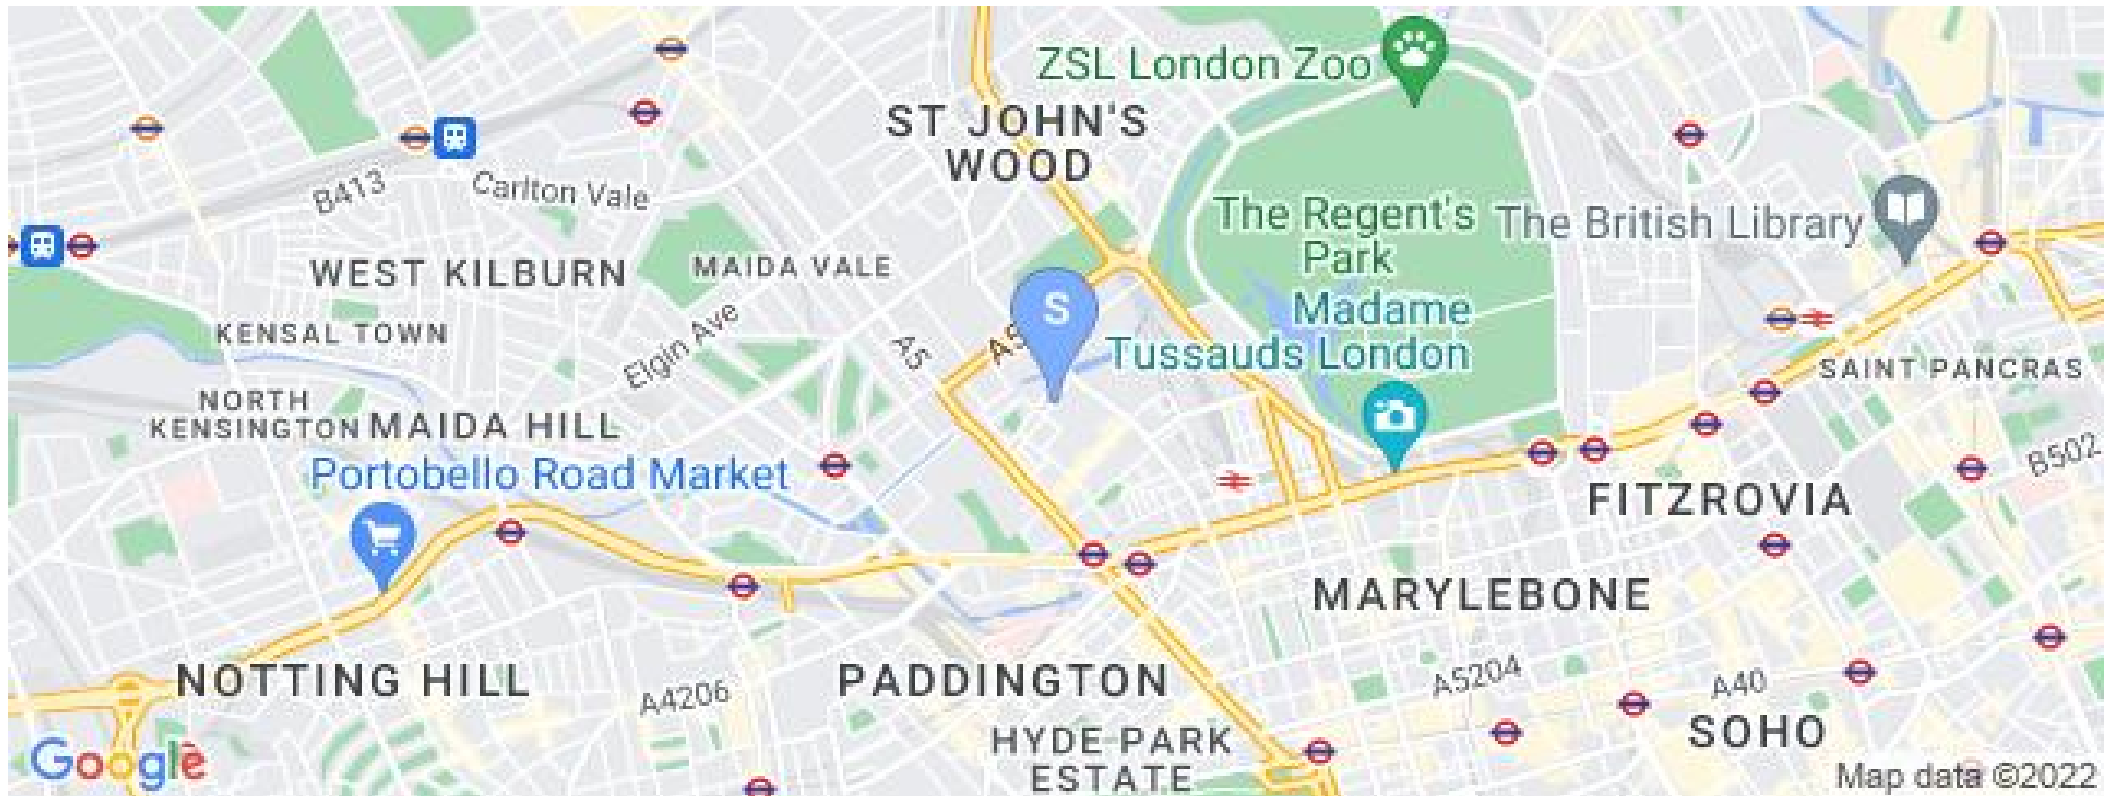 ZSL London Zoo
ST JOHN'S
WOOD
B413
Carlton Vale
The Regent's
Park
The British Library
WEST KILBURN
MAIDA VALE
S
Madame
Tussauds London
KENSAL TOWN
Elgin Ave
A5
SAINT PANCRAS
NORTH
KENSINGTON
MAIDA HILL
B502
Portobello Road Market
FITZROVIA
MARYLEBONE
NOTTING HILL
A4206
PADDINGTON
A5204
A40
SOHO
HYDE PARK
ESTATE
Google
Map data ©2022